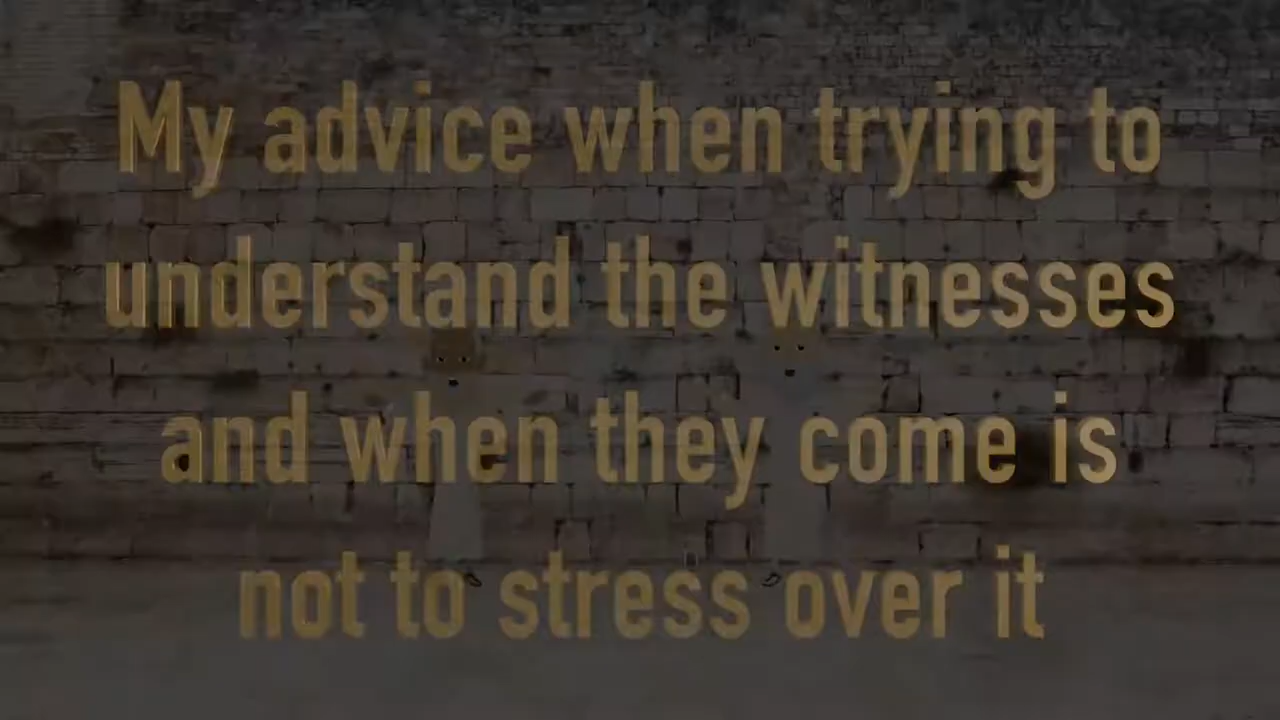 My advice when trying to
understand the witnesses
and when they come is
not to stress over it